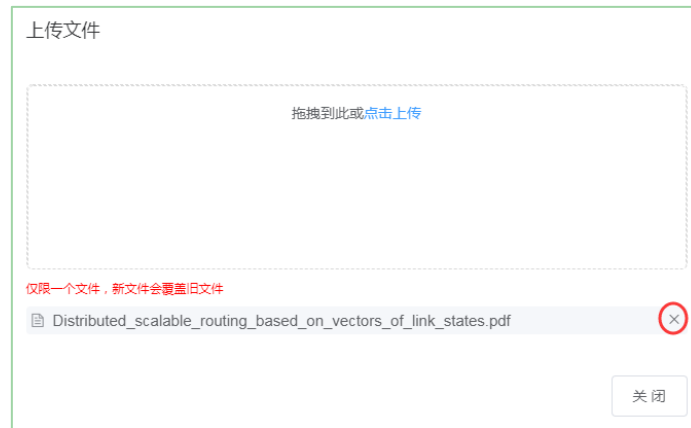 上传文件
拖拽到此或点击上传
仅限一个文件，新文件会覆盖旧文件
Distributed_scalable_routing_based_on_vectors_of_link_states.pdf
关 闭